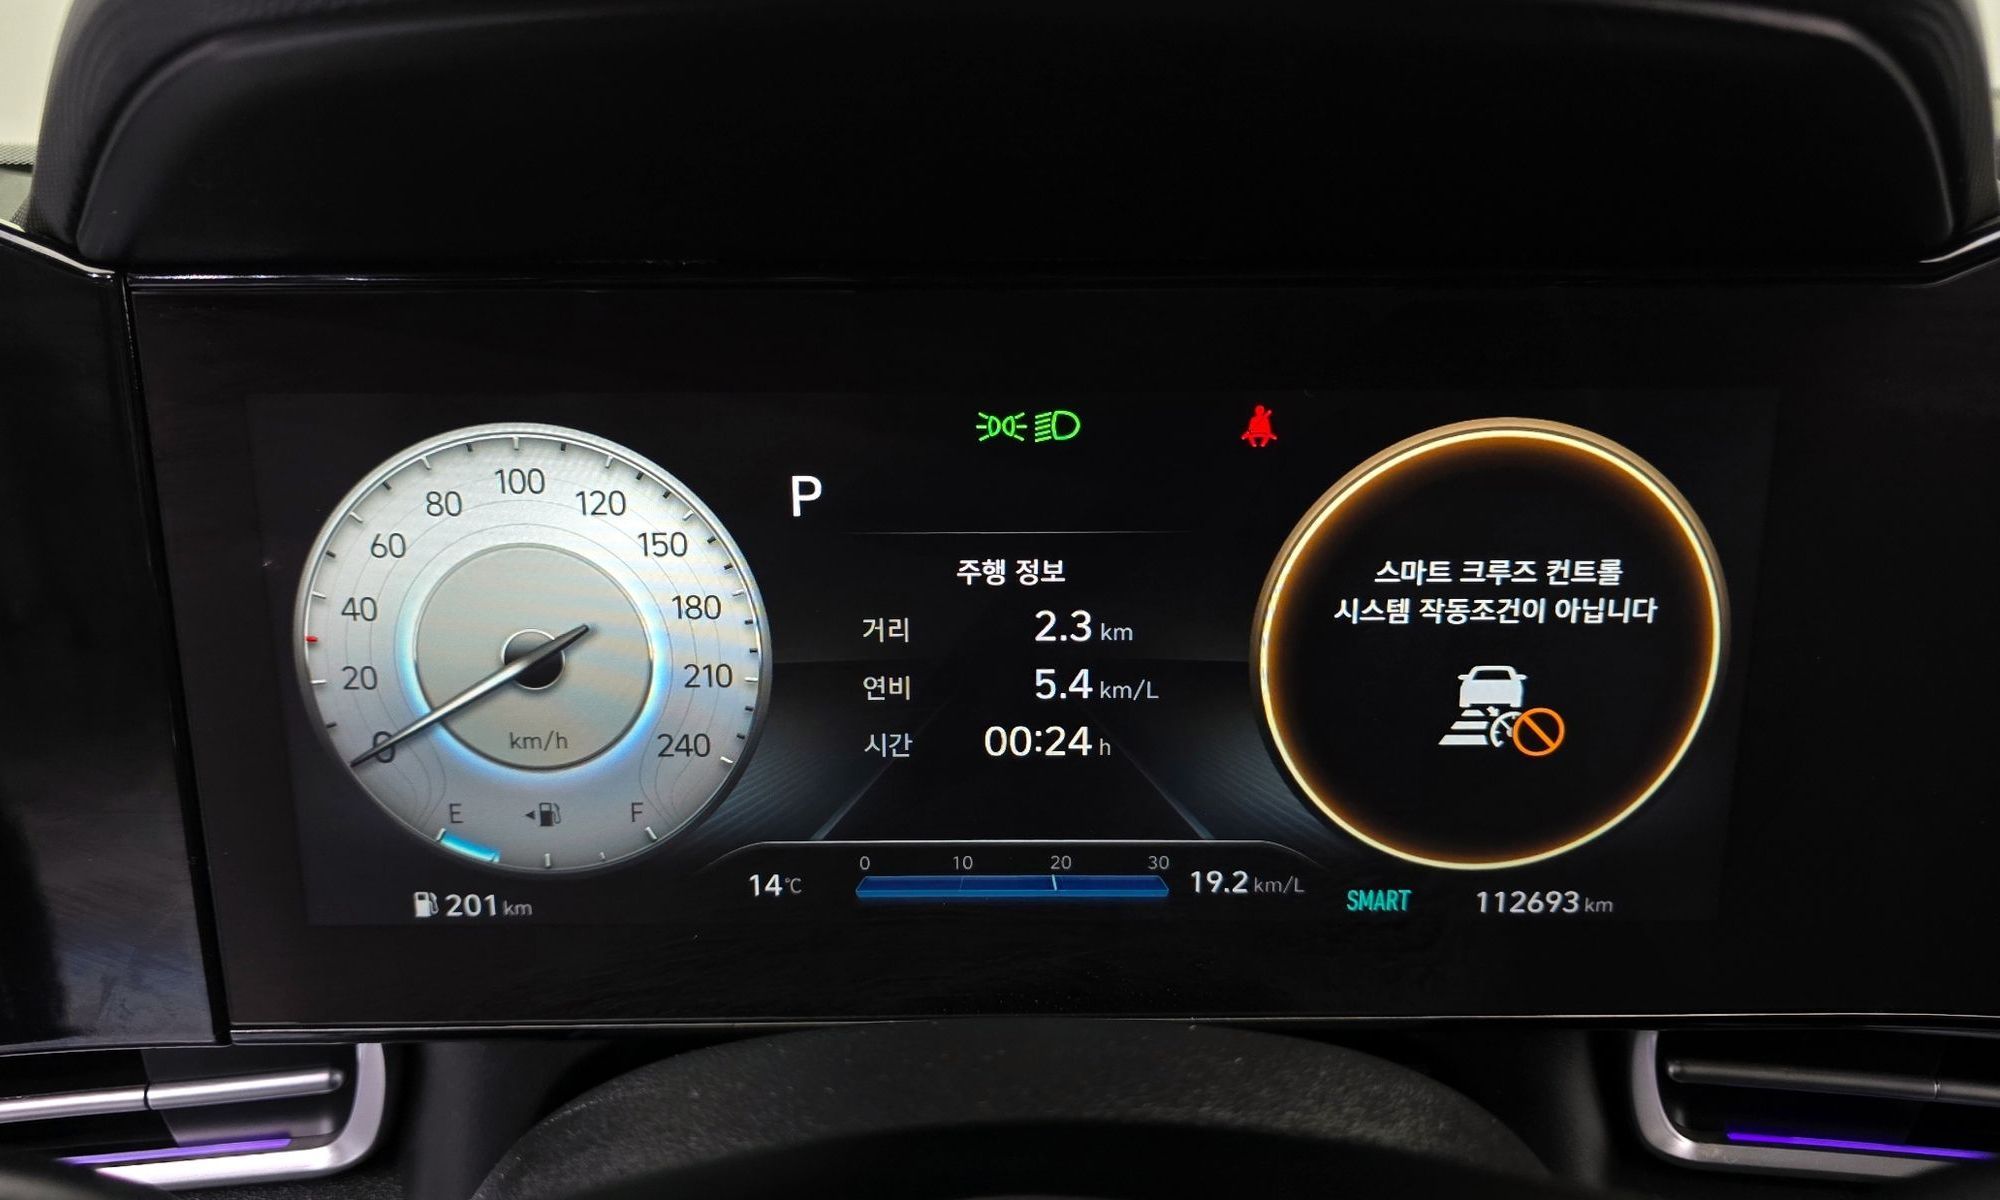 0
20
40
60
80
100
120
150
180
210
240
km/h
E
F
201 km
P
주행 정보
거리 2.3 km
연비 5.4 km/L
시간 00:24 h
14°C
0 10 20 30
19.2 km/L
스마트 크루즈 컨트롤
시스템 작동조건이 아닙니다
SMART
112693 km